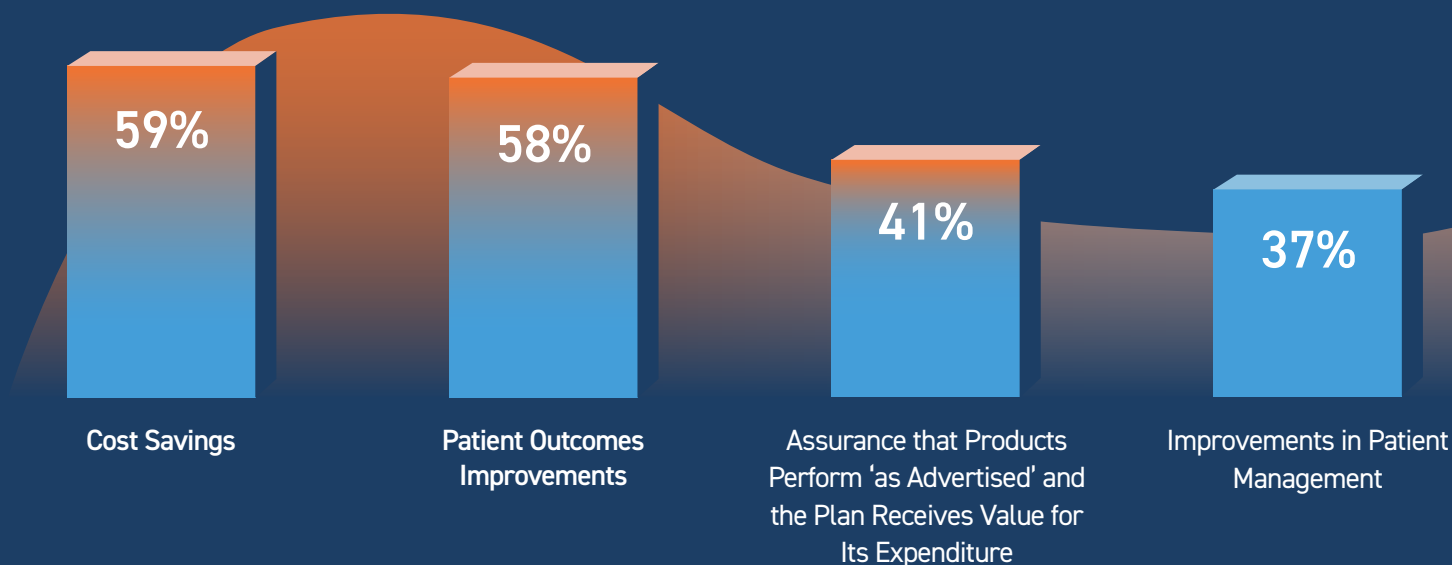 59%
58%
41%
37%
Cost Savings
Patient Outcomes
Improvements
Assurance that Products
Perform ‘as Advertised’ and
the Plan Receives Value for
Its Expenditure
Improvements in Patient
Management